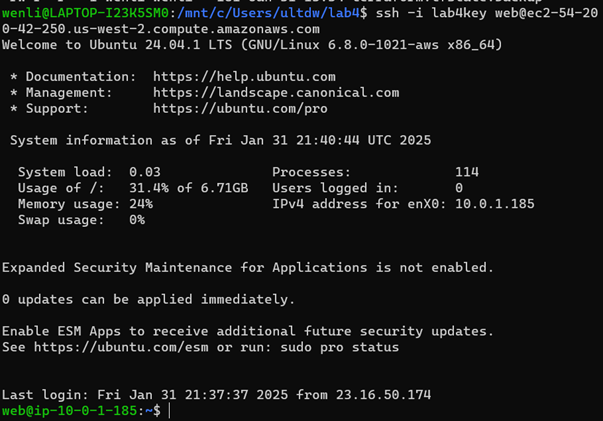 wenli@LAPTOP-I23K5SM0:/mnt/c/Users/ultdw/lab4$ ssh -i lab4key web@ec2-54-20
0-42-250.us-west-2.compute.amazonaws.com
Welcome to Ubuntu 24.04.1 LTS (GNU/Linux 6.8.0-1021-aws x86_64)
* Documentation: https://help.ubuntu.com
* Management: https://landscape.canonical.com
* Support: https://ubuntu.com/pro
System information as of Fri Jan 31 21:40:44 UTC 2025
System load: 0.03 Processes: 114
Usage of /: 31.4% of 6.71GB Users logged in: 0
Memory usage: 24% IPv4 address for enX0: 10.0.1.185
Swap usage: 0%
Expanded Security Maintenance for Applications is not enabled.
0 updates can be applied immediately.
Enable ESM Apps to receive additional future security updates.
See https://ubuntu.com/esm or run: sudo pro status
Last login: Fri Jan 31 21:37:37 2025 from 23.16.50.174
web@ip-10-0-1-185:~$